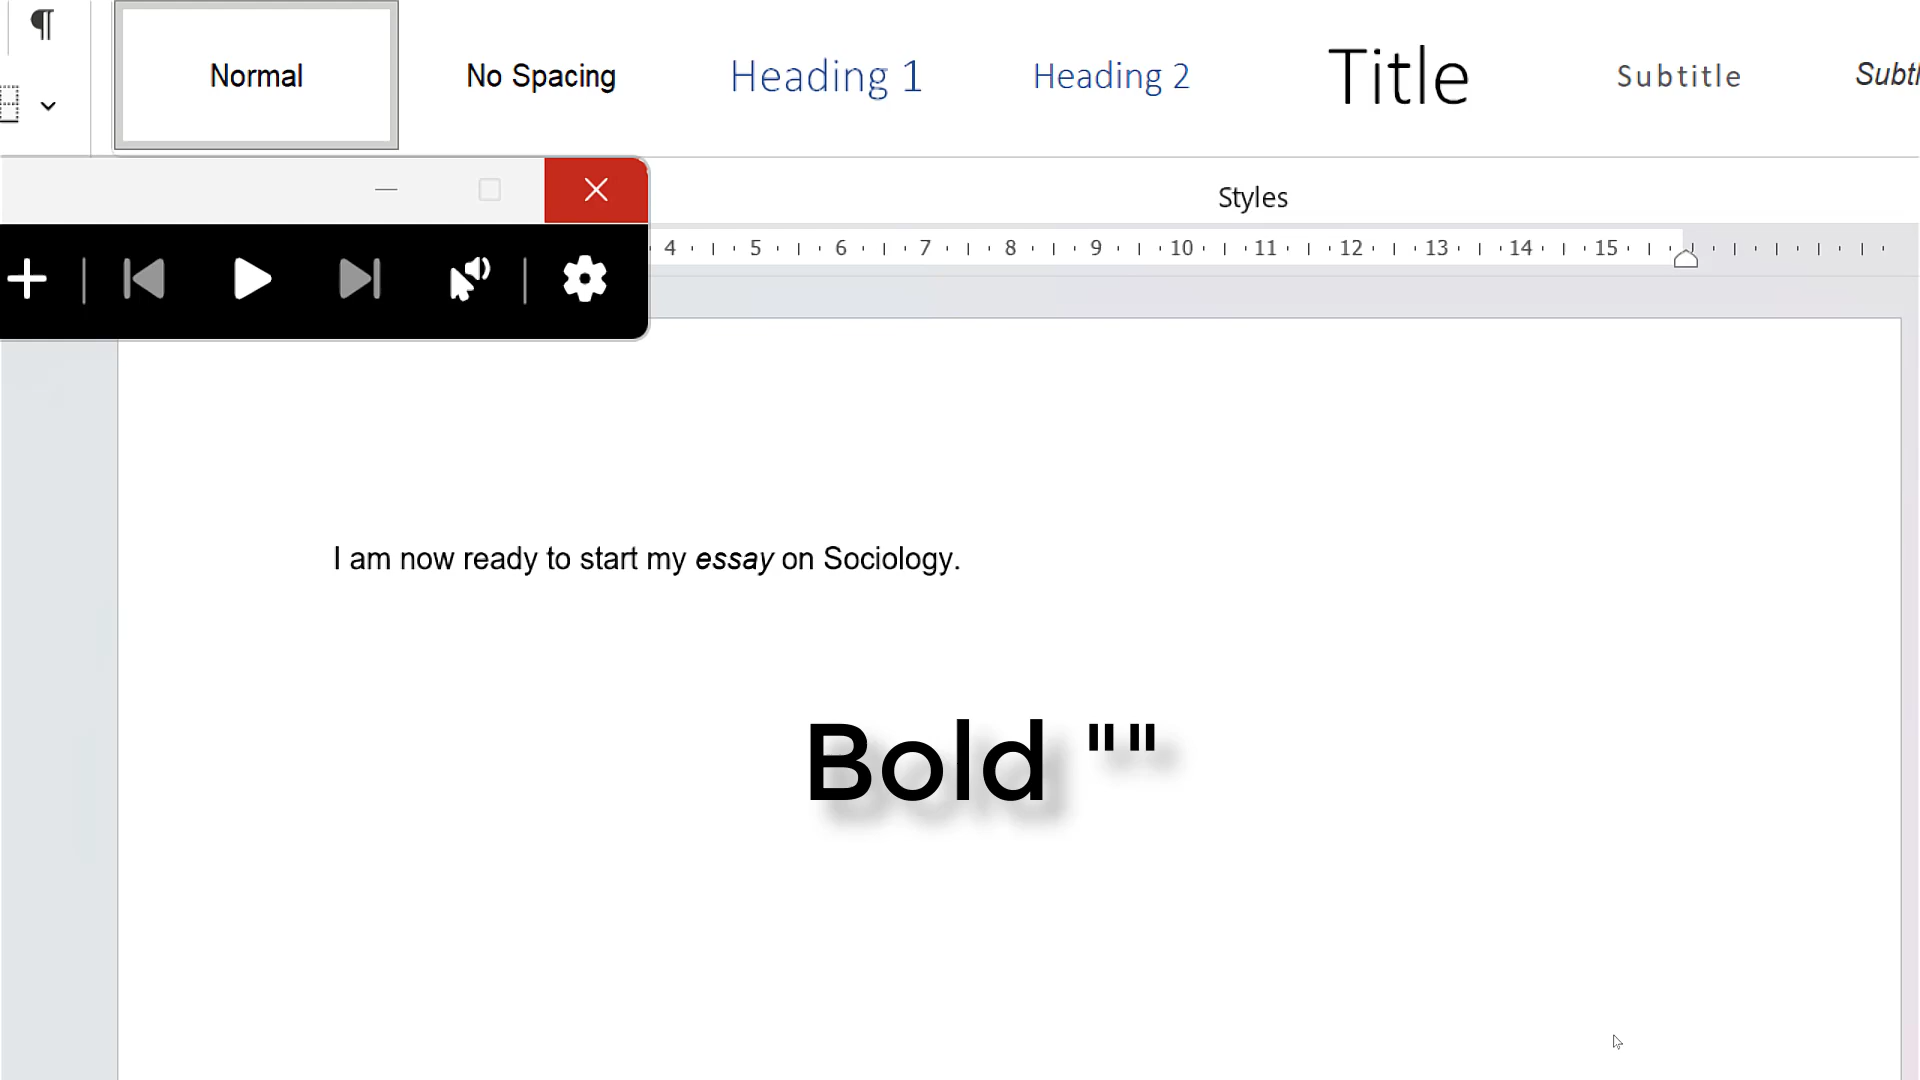 ¶
Normal
No Spacing
Heading 1
Heading 2
Title
Subtitle
Styles
4 5 6 7 8 9 10 11 12 13 14 15
I am now ready to start my essay on Sociology.
Bold ""